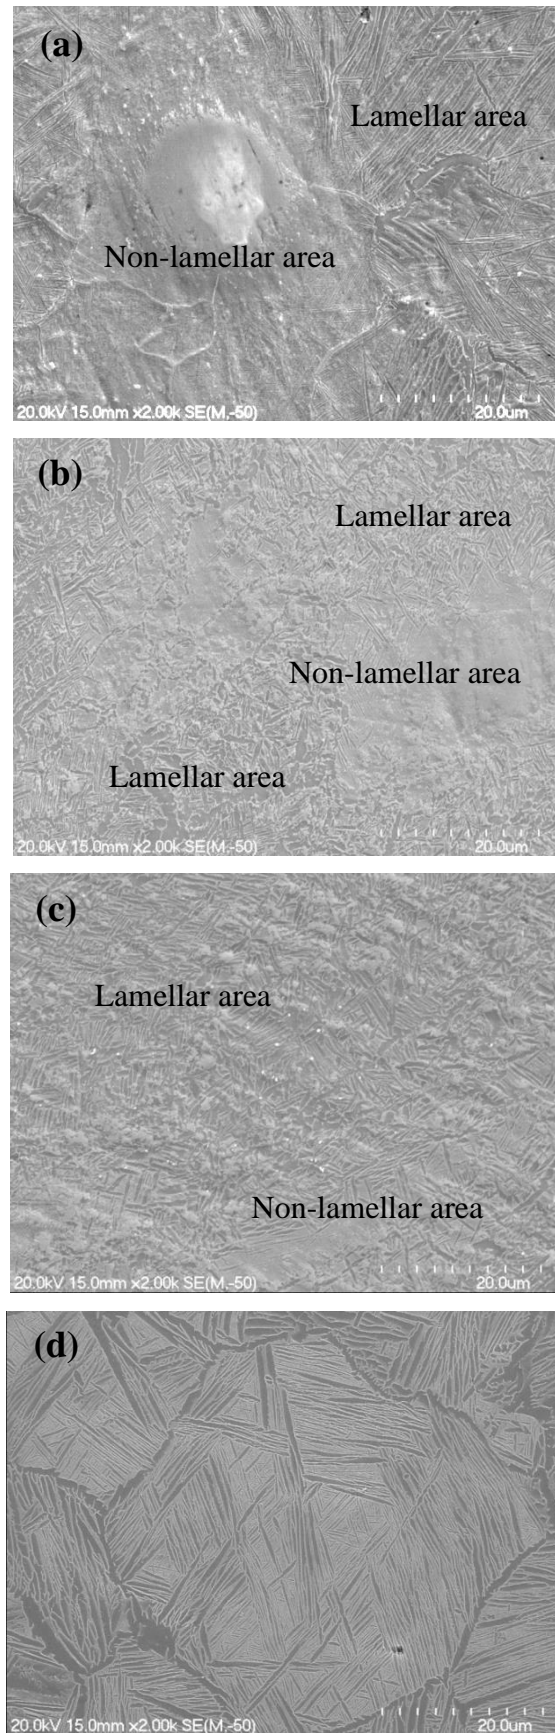 (a)
Lamellar area
Non-lamellar area
20.0kV 15.0mm x2.00k SE(M,-50)
20.0um
(b)
Lamellar area
Non-lamellar area
Lamellar area
20.0kV 15.0mm x2.00k SE(M,-50)
20.0um
(c)
Lamellar area
Non-lamellar area
20.0kV 15.0mm x2.00k SE(M,-50)
20.0um
(d)
20.0kV 15.0mm x2.00k SE(M,-50)
20.0um